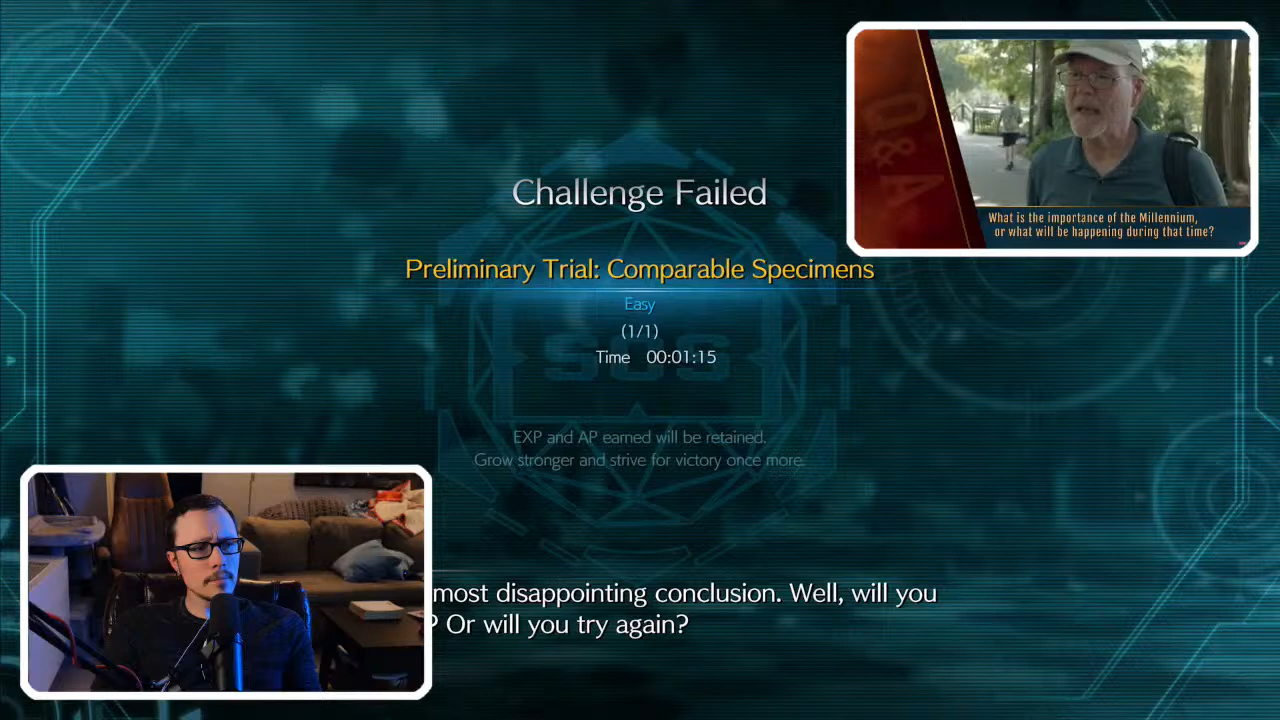 Challenge Failed
Preliminary Trial: Comparable Specimens
Easy
(1/1)
Time 00:01:15
SOS
EXP and AP earned will be retained.
Grow stronger and strive for victory once more.
most disappointing conclusion. Well, will you
? Or will you try again?
Q&A
What is the importance of the Millennium,
or what will be happening during that time?